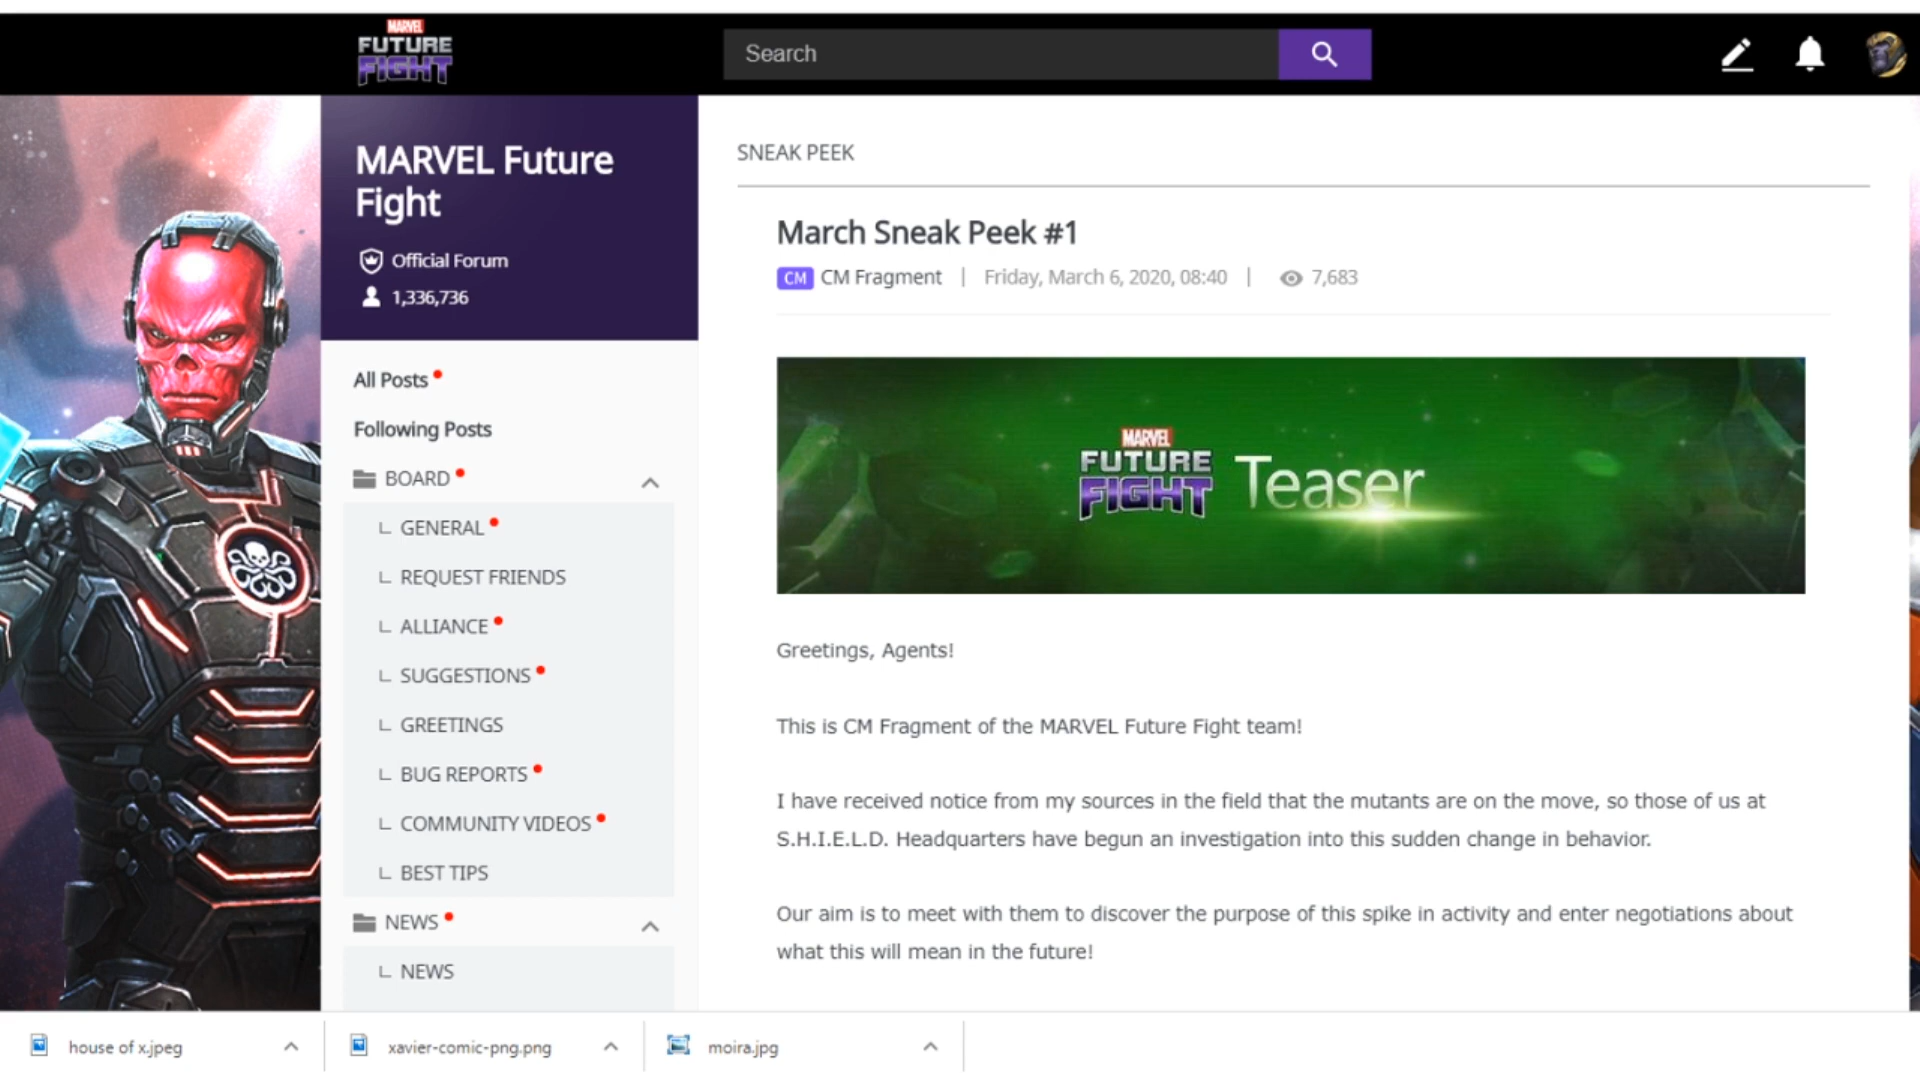 MARVEL
FUTURE
FIGHT
Search
MARVEL Future
Fight
Official Forum
1,336,736
All Posts
Following Posts
BOARD
GENERAL
REQUEST FRIENDS
ALLIANCE
SUGGESTIONS
GREETINGS
BUG REPORTS
COMMUNITY VIDEOS
BEST TIPS
NEWS
NEWS
SNEAK PEEK
March Sneak Peek #1
CM CM Fragment | Friday, March 6, 2020, 08:40 | 7,683
MARVEL
FUTURE
FIGHT
Teaser
Greetings, Agents!
This is CM Fragment of the MARVEL Future Fight team!
I have received notice from my sources in the field that the mutants are on the move, so those of us at
S.H.I.E.L.D. Headquarters have begun an investigation into this sudden change in behavior.
Our aim is to meet with them to discover the purpose of this spike in activity and enter negotiations about
what this will mean in the future!
house of x.jpeg
xavier-comic-png.png
moira.jpg